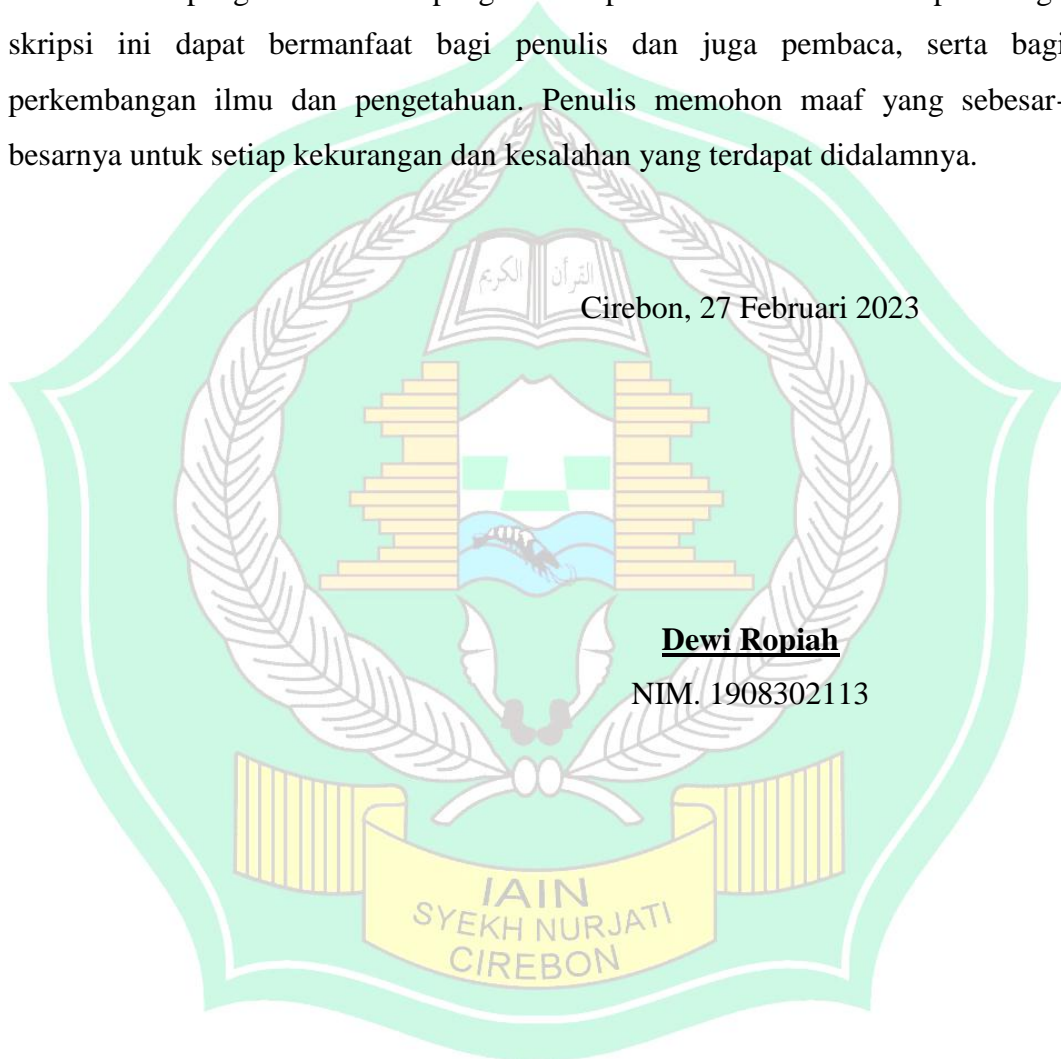 skripsi ini dapat bermanfaat bagi penulis dan juga pembaca, serta bagi
perkembangan ilmu dan pengetahuan. Penulis memohon maaf yang sebesar-
besarnya untuk setiap kekurangan dan kesalahan yang terdapat didalamnya.
القرآن الكريم
Cirebon, 27 Februari 2023
Dewi Ropiah
NIM. 1908302113
IAIN
SYEKH NURJATI
CIREBON